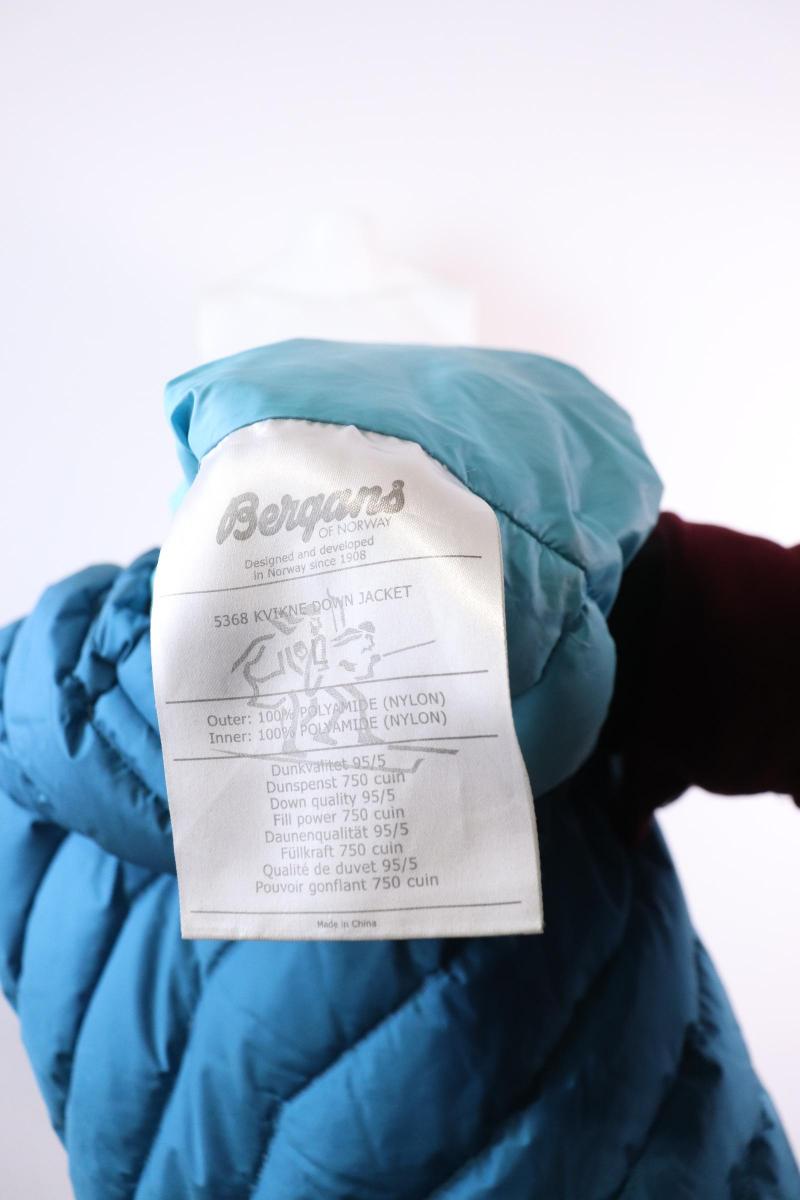 Bergans
OF NORWAY
Designed and developed
in Norway since 1908
5368 KVIKNE DOWN JACKET
Outer: 100% POLYAMIDE (NYLON)
Inner: 100% POLYAMIDE (NYLON)
Dunkvalitet 95/5
Dunspenst 750 cuin
Down quality 95/5
Fill power 750 cuin
Daunenqualität 95/5
Füllkraft 750 cuin
Qualité de duvet 95/5
Pouvoir gonflant 750 cuin
Made in China